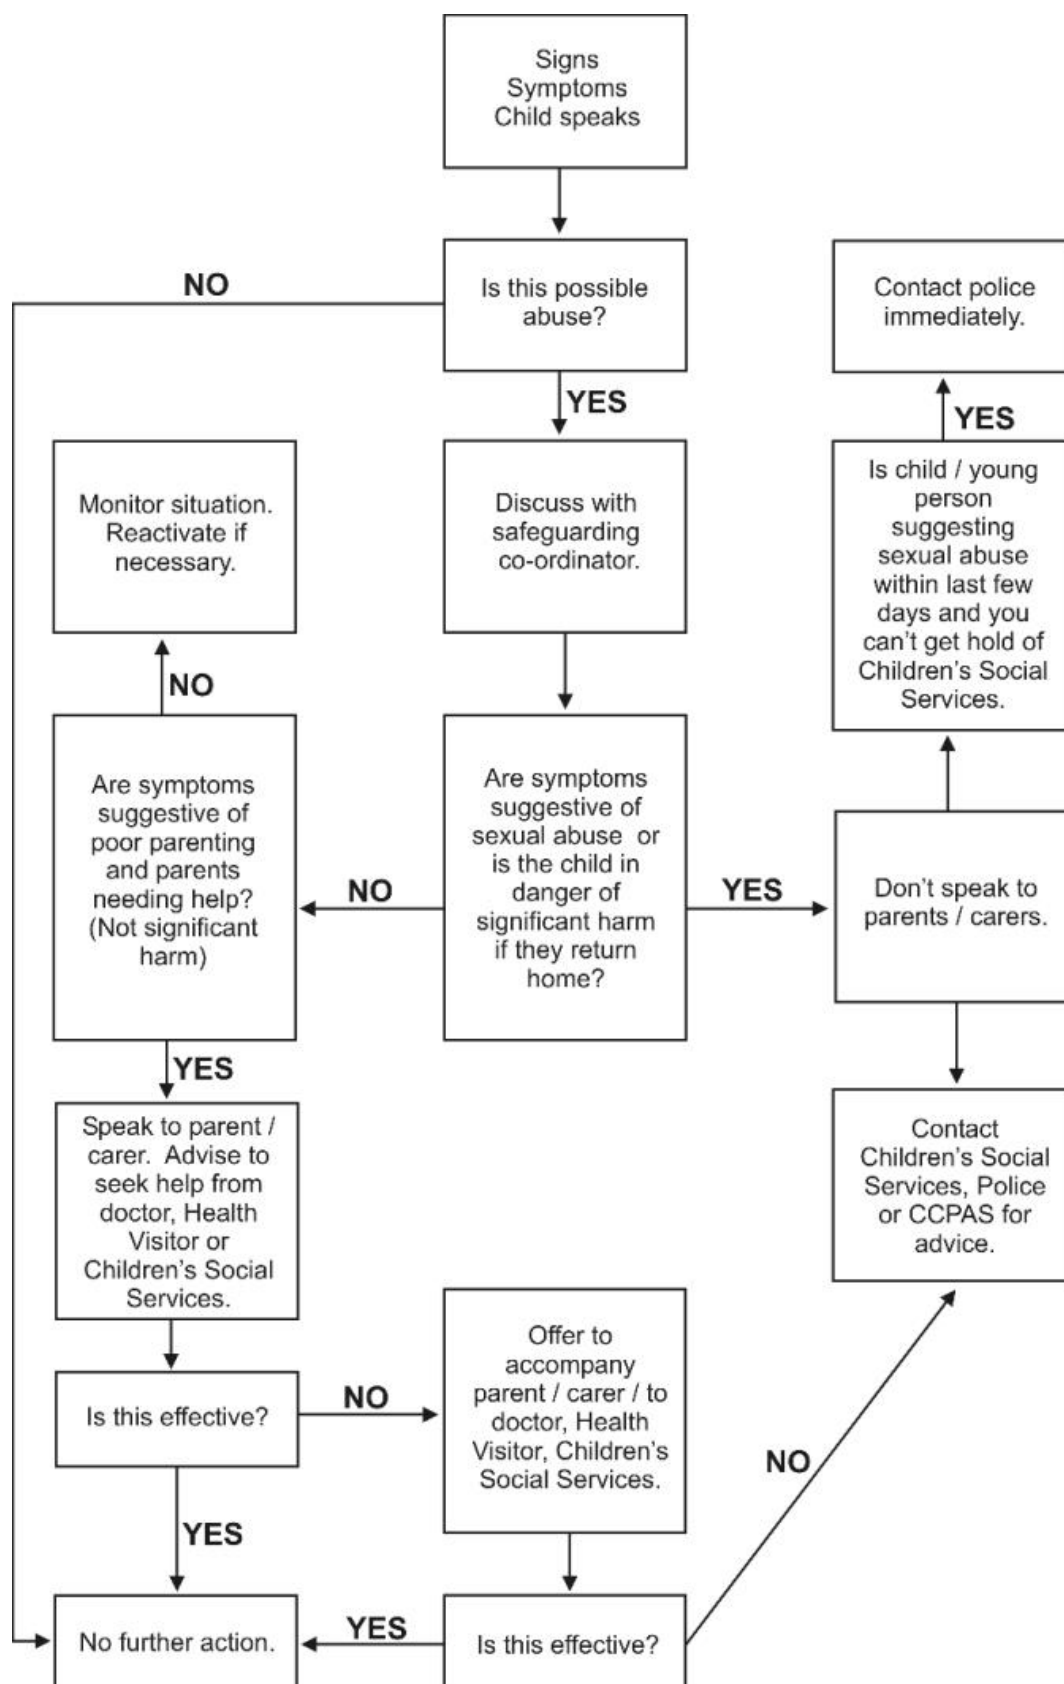 Signs
Symptoms
Child speaks
NO
Is this possible
abuse?
Contact police
immediately.
YES
YES
Monitor situation.
Reactivate if
necessary.
Discuss with
safeguarding
co-ordinator.
Is child / young
person
suggesting
sexual abuse
within last few
days and you
can't get hold of
Children's Social
Services.
NO
Are symptoms
suggestive of
poor parenting
and parents
needing help?
(Not significant
harm)
NO
Are symptoms
suggestive of
sexual abuse or
is the child in
danger of
significant harm
if they return
home?
YES
Don't speak to
parents / carers.
YES
Speak to parent /
carer. Advise to
seek help from
doctor, Health
Visitor or
Children's Social
Services.
Contact
Children's Social
Services, Police
or CCPAS for
advice.
Is this effective?
NO
Offer to
accompany
parent / carer / to
doctor, Health
Visitor, Children's
Social Services.
NO
YES
No further action.
YES
Is this effective?